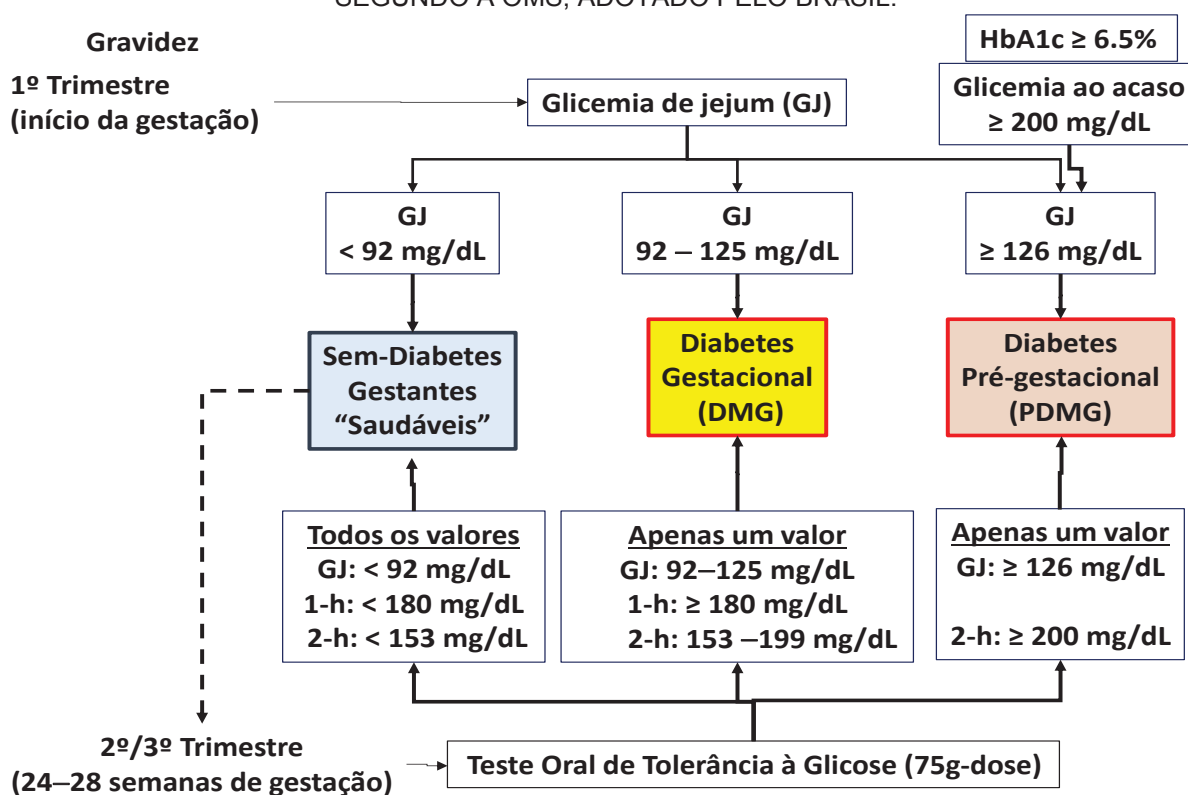 SEGUNDO A OMS, ADOTADO PELO BRASIL.
Gravidez
1º Trimestre
(início da gestação)
Glicemia de jejum (GJ)
HbA1c ≥ 6.5%
Glicemia ao acaso
≥ 200 mg/dL
GJ
< 92 mg/dL
GJ
92 – 125 mg/dL
GJ
≥ 126 mg/dL
Sem-Diabetes
Gestantes
“Saudáveis”
Diabetes
Gestacional
(DMG)
Diabetes
Pré-gestacional
(PDMG)
Todos os valores
GJ: < 92 mg/dL
1-h: < 180 mg/dL
2-h: < 153 mg/dL
Apenas um valor
GJ: 92–125 mg/dL
1-h: ≥ 180 mg/dL
2-h: 153 –199 mg/dL
Apenas um valor
GJ: ≥ 126 mg/dL
2-h: ≥ 200 mg/dL
2º/3º Trimestre
(24–28 semanas de gestação)
Teste Oral de Tolerância à Glicose (75g-dose)